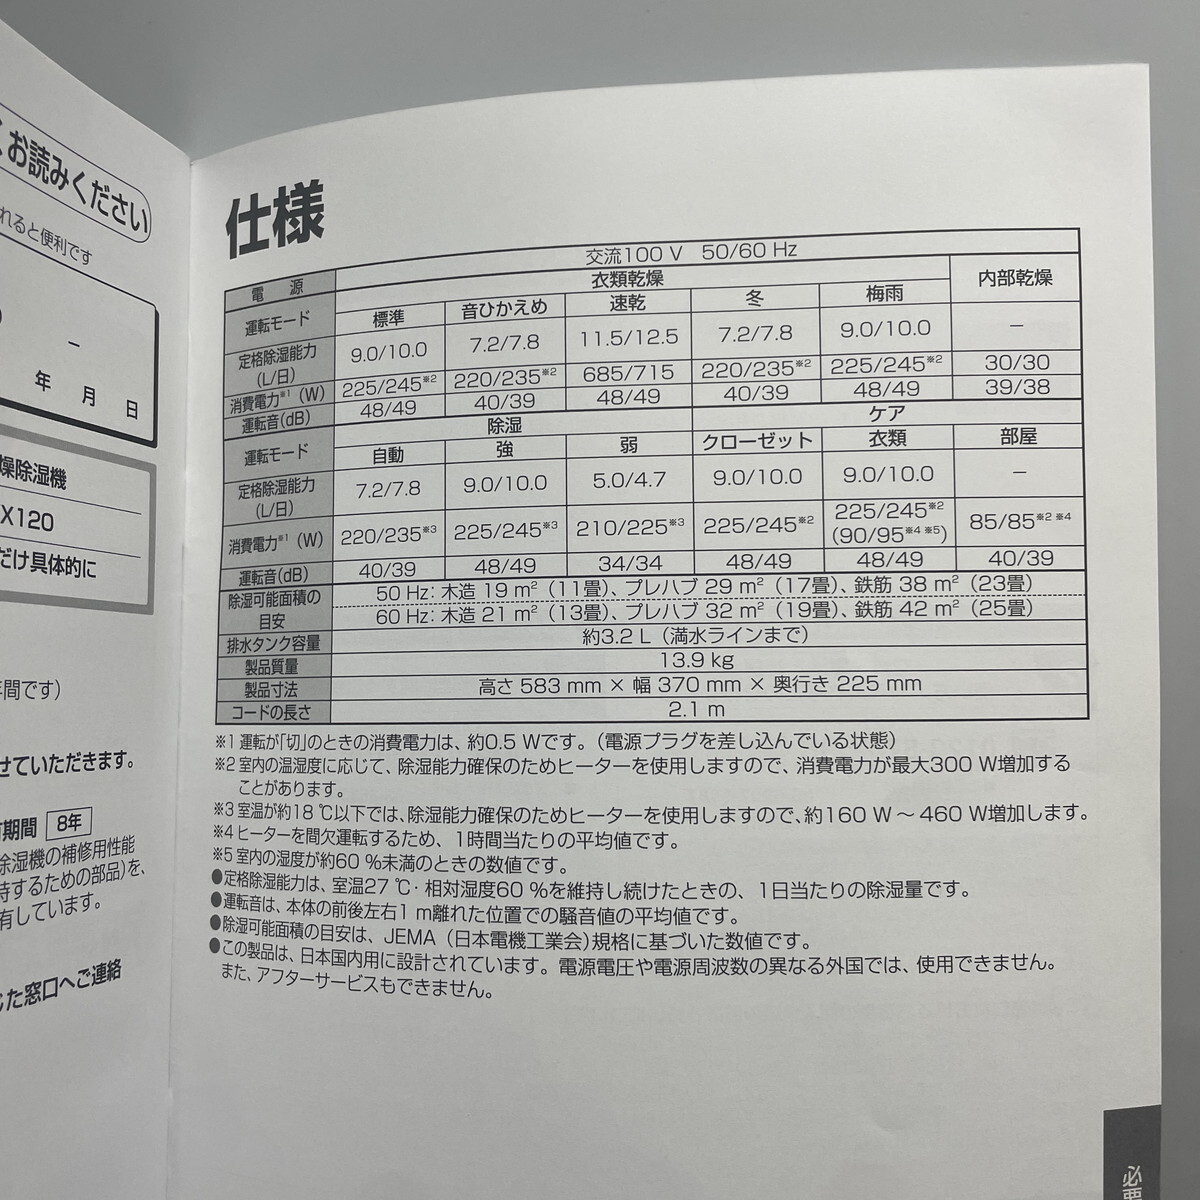 くお読みください
れると便利です
－
年 月 日
燥除湿機
X120
だけ具体的に
年間です）
せていただきます。
有期間 8年
除湿機の補修用性能
持するための部品）を、
有しています。
じた窓口へご連絡
仕様
電 源 交流100 V 50/60 Hz
運転モード 衣類乾燥 内部乾燥
標準 音ひかえめ 速乾 冬 梅雨
定格除湿能力（L/日） 9.0/10.0 7.2/7.8 11.5/12.5 7.2/7.8 9.0/10.0 －
消費電力※1（W） 225/245※2 220/235※2 685/715 220/235※2 225/245※2 30/30
運転音（dB） 48/49 40/39 48/49 40/39 48/49 39/38
運転モード 除湿 ケア
自動 強 弱 クローゼット 衣類 部屋
定格除湿能力（L/日） 7.2/7.8 9.0/10.0 5.0/4.7 9.0/10.0 9.0/10.0 －
消費電力※1（W） 220/235※3 225/245※3 210/225※3 225/245※2 225/245※2（90/95※4 ※5） 85/85※2 ※4
運転音（dB） 40/39 48/49 34/34 48/49 48/49 40/39
除湿可能面積の目安 50 Hz：木造 19 m²（11畳）、プレハブ 29 m²（17畳）、鉄筋 38 m²（23畳）
60 Hz：木造 21 m²（13畳）、プレハブ 32 m²（19畳）、鉄筋 42 m²（25畳）
排水タンク容量 約3.2 L（満水ラインまで）
製品質量 13.9 kg
製品寸法 高さ 583 mm × 幅 370 mm × 奥行き 225 mm
コードの長さ 2.1 m
※1 運転が「切」のときの消費電力は、約0.5 Wです。（電源プラグを差し込んでいる状態）
※2 室内の温湿度に応じて、除湿能力確保のためヒーターを使用しますので、消費電力が最大300 W増加する
ことがあります。
※3 室温が約18 ℃以下では、除湿能力確保のためヒーターを使用しますので、約160 W ～ 460 W増加します。
※4 ヒーターを間欠運転するため、1時間当たりの平均値です。
※5 室内の湿度が約60 %未満のときの数値です。
●定格除湿能力は、室温27 ℃・相対湿度60 %を維持し続けたときの、1日当たりの除湿量です。
●運転音は、本体の前後左右1 m離れた位置での騒音値の平均値です。
●除湿可能面積の目安は、JEMA（日本電機工業会）規格に基づいた数値です。
●この製品は、日本国内用に設計されています。電源電圧や電源周波数の異なる外国では、使用できません。
また、アフターサービスもできません。
必要